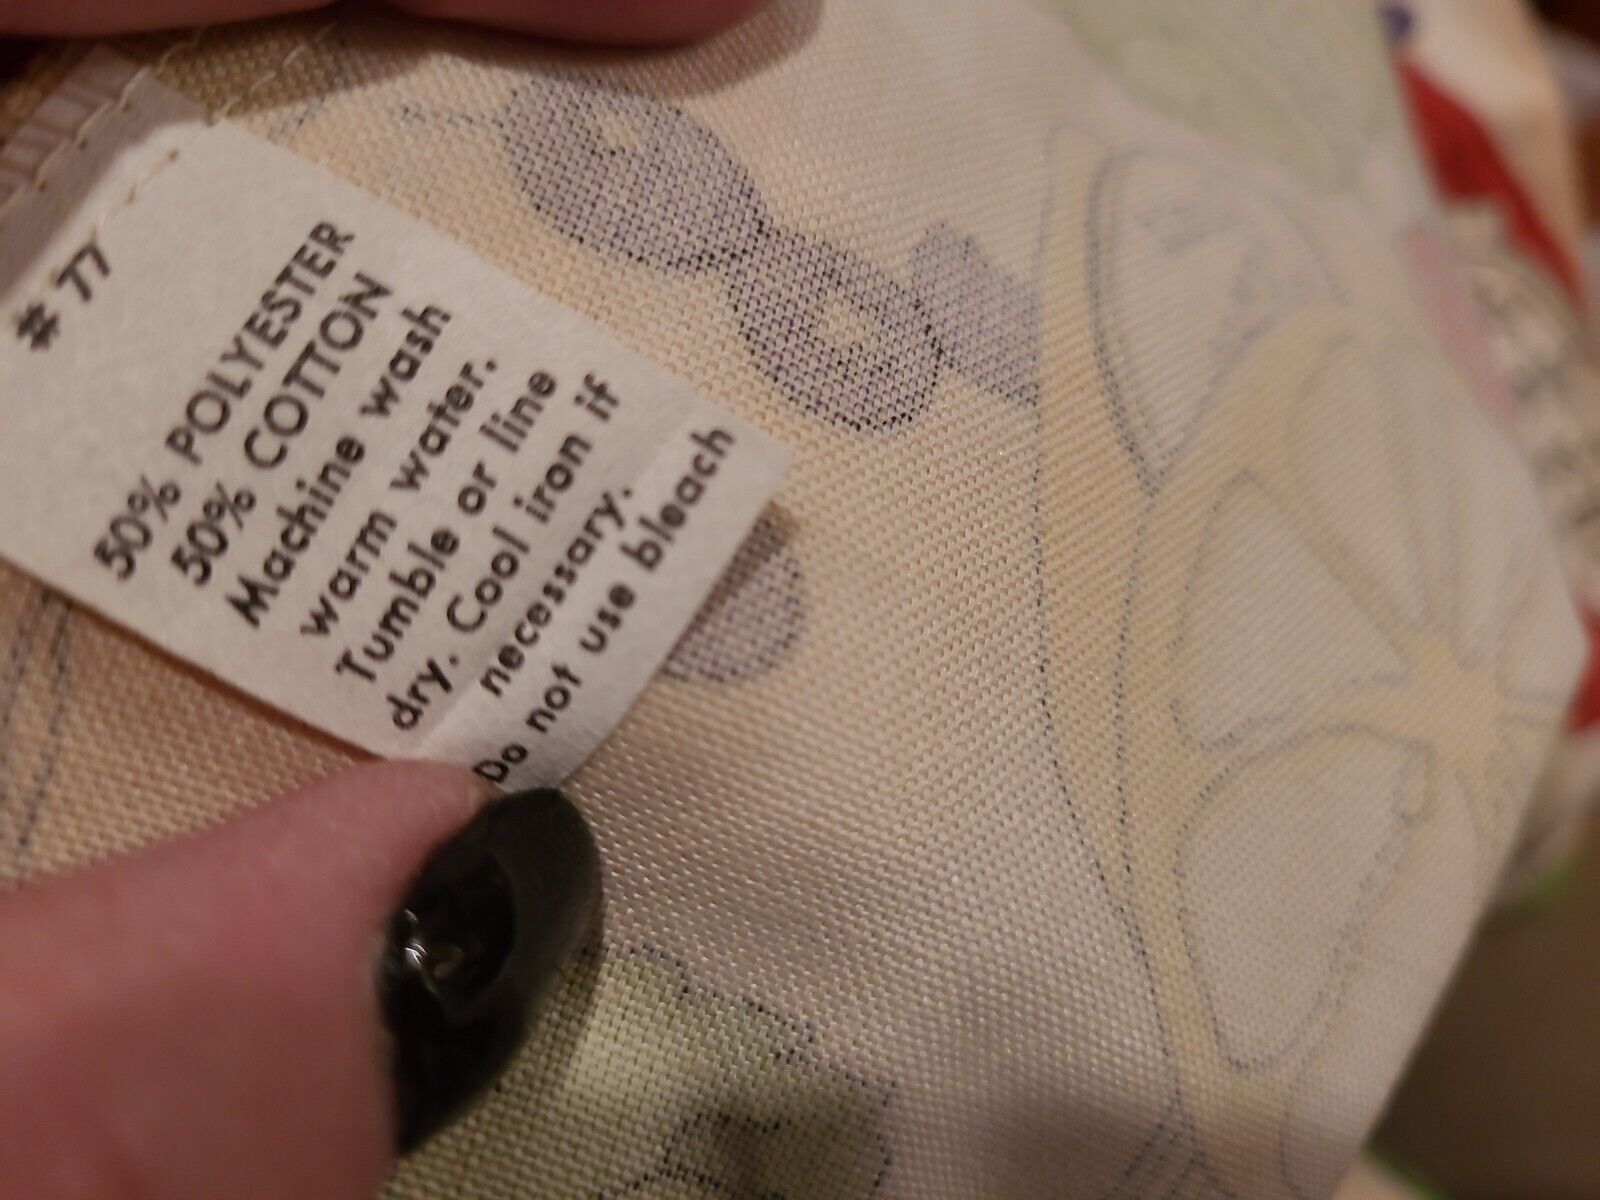 # 77
50% POLYESTER
50% COTTON
Machine wash
warm water.
Tumble or line
dry. Cool iron if
necessary.
Do not use bleach